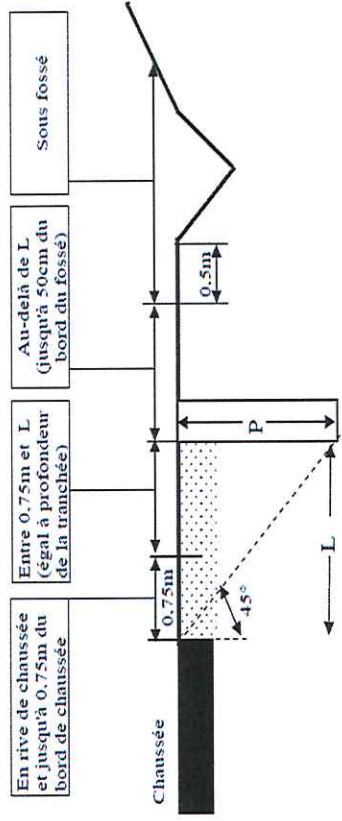 En rive de chaussée
et jusqu'à 0.75m du
bord de chaussée
Entre 0.75m et L
(égal à profondeur
de la tranchée)
Au-delà de L
(jusqu'à 50cm du
bord du fossé)
Sous fossé
Chaussée
0.75m
0.5m
P
45°
L